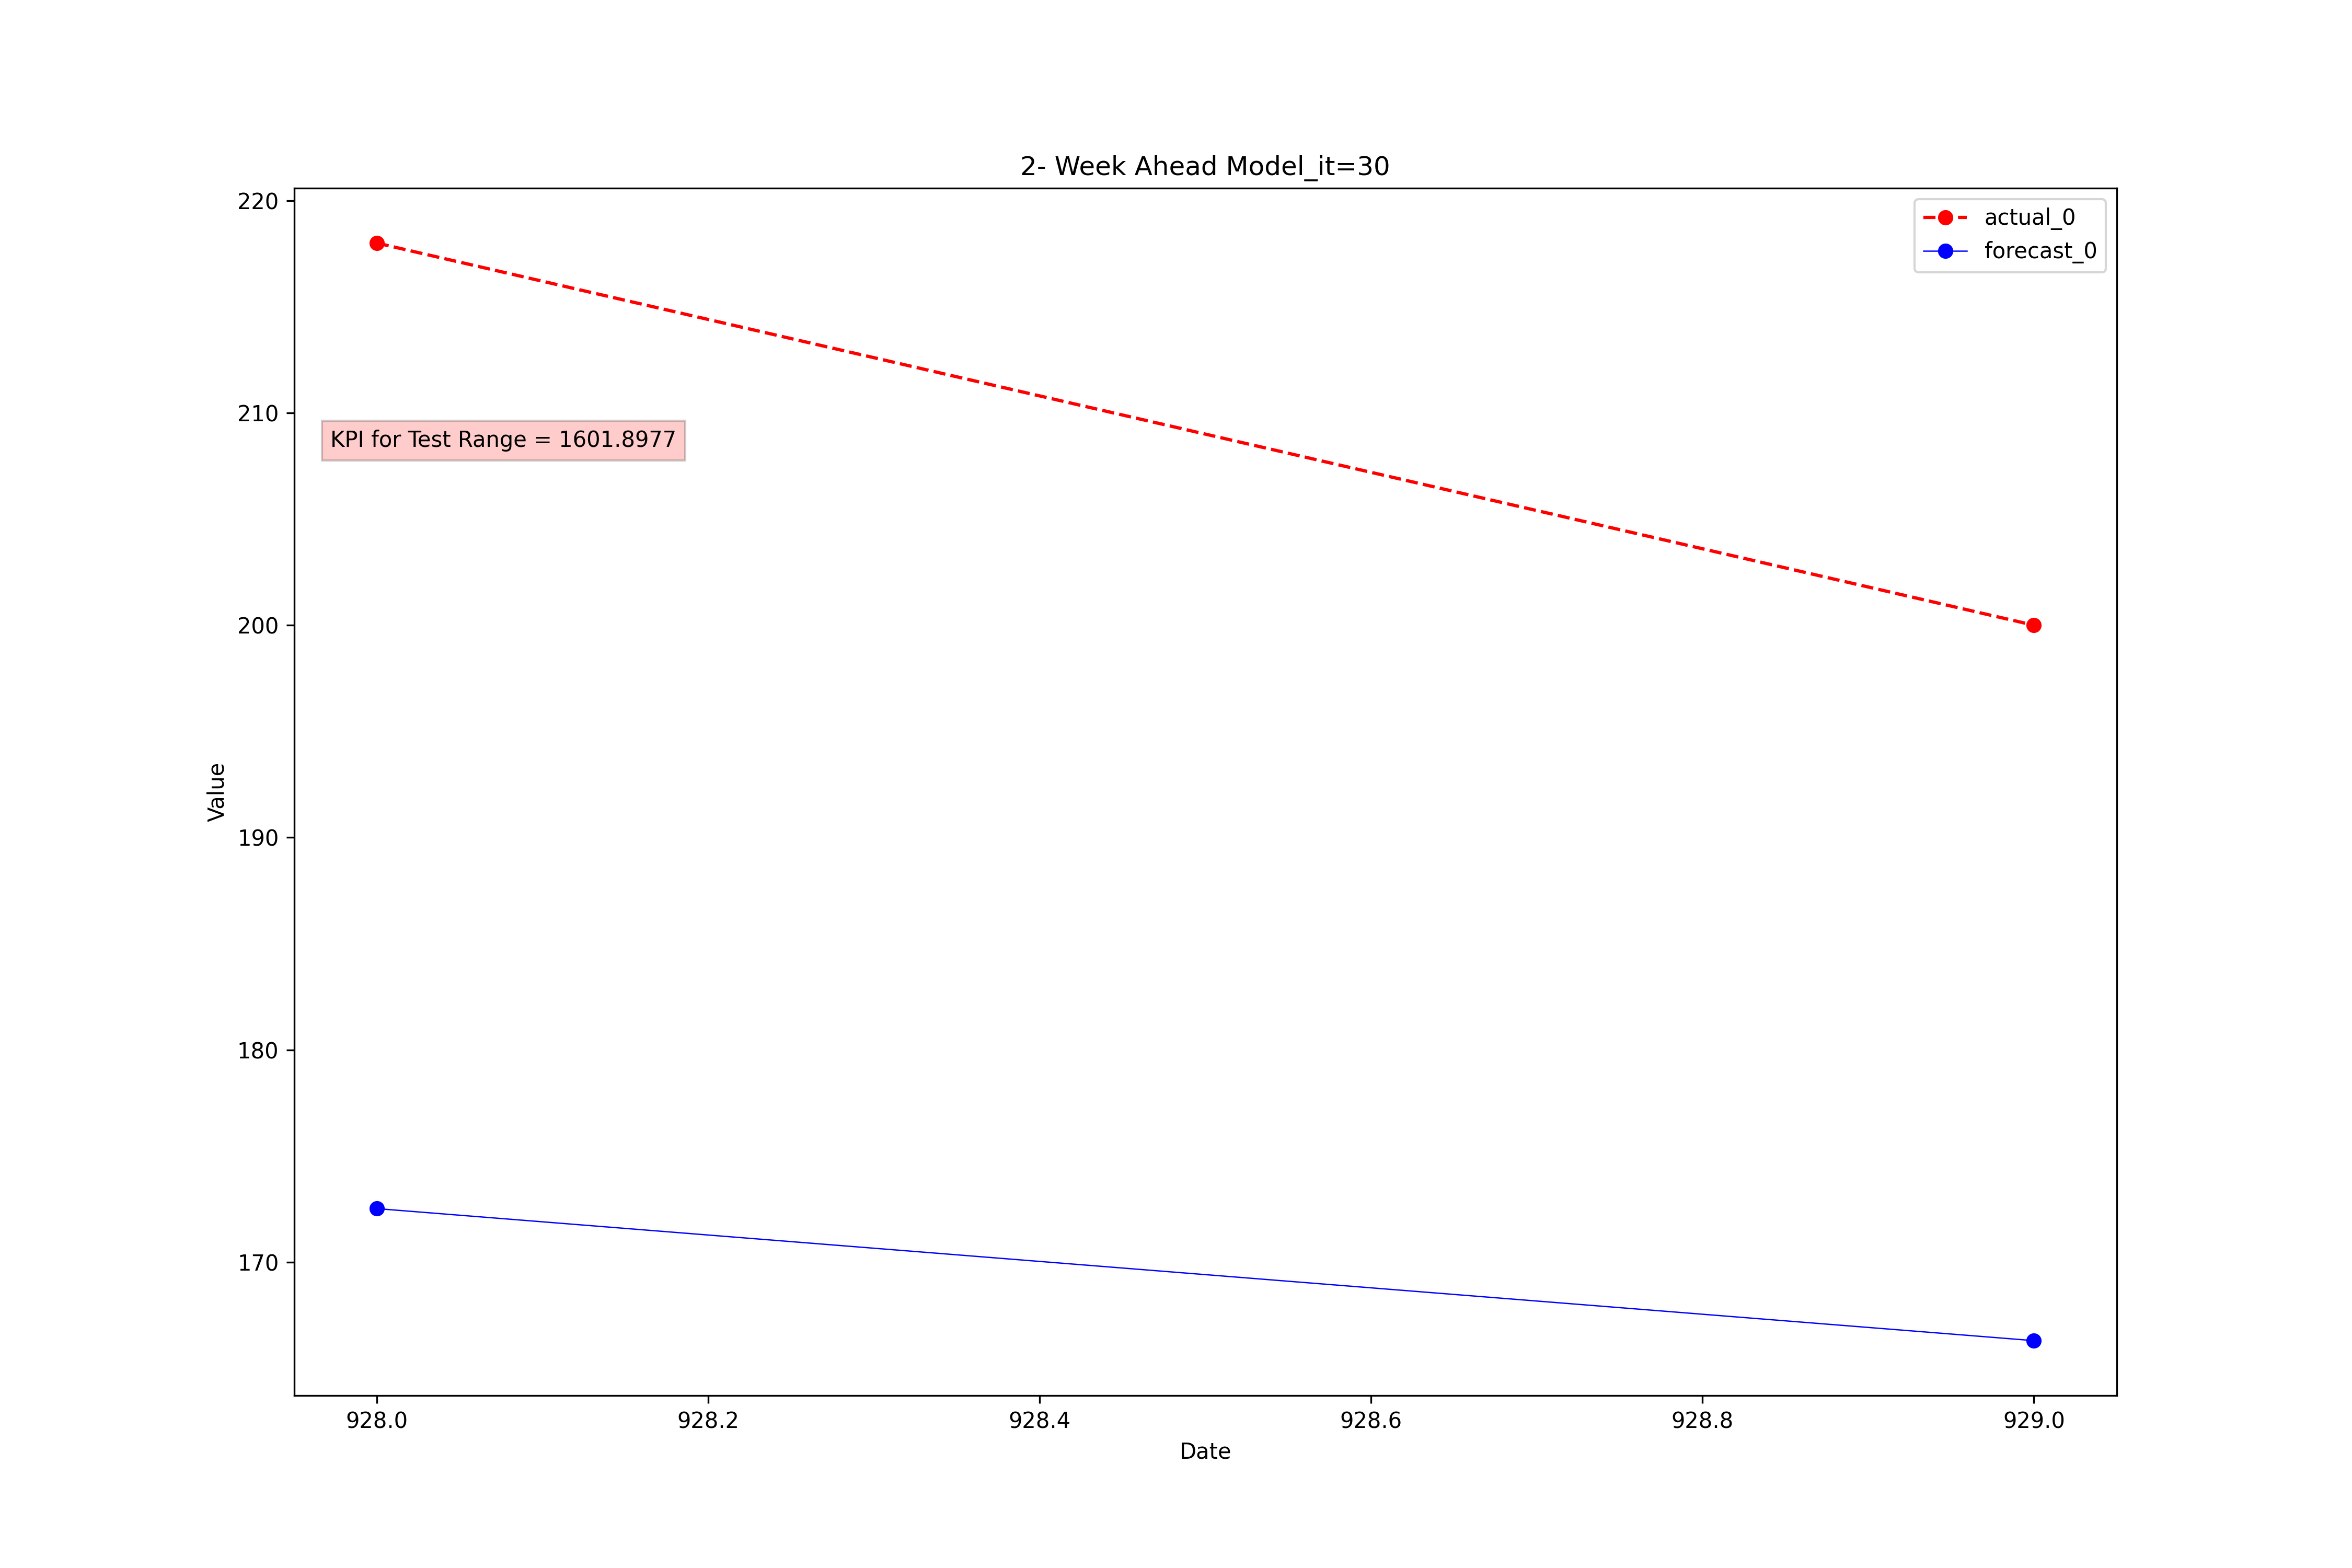 2- Week Ahead Model_it=30
220
210
200
190
180
170
Value
KPI for Test Range = 1601.8977
actual_0
forecast_0
928.0 928.2 928.4 928.6 928.8 929.0
Date